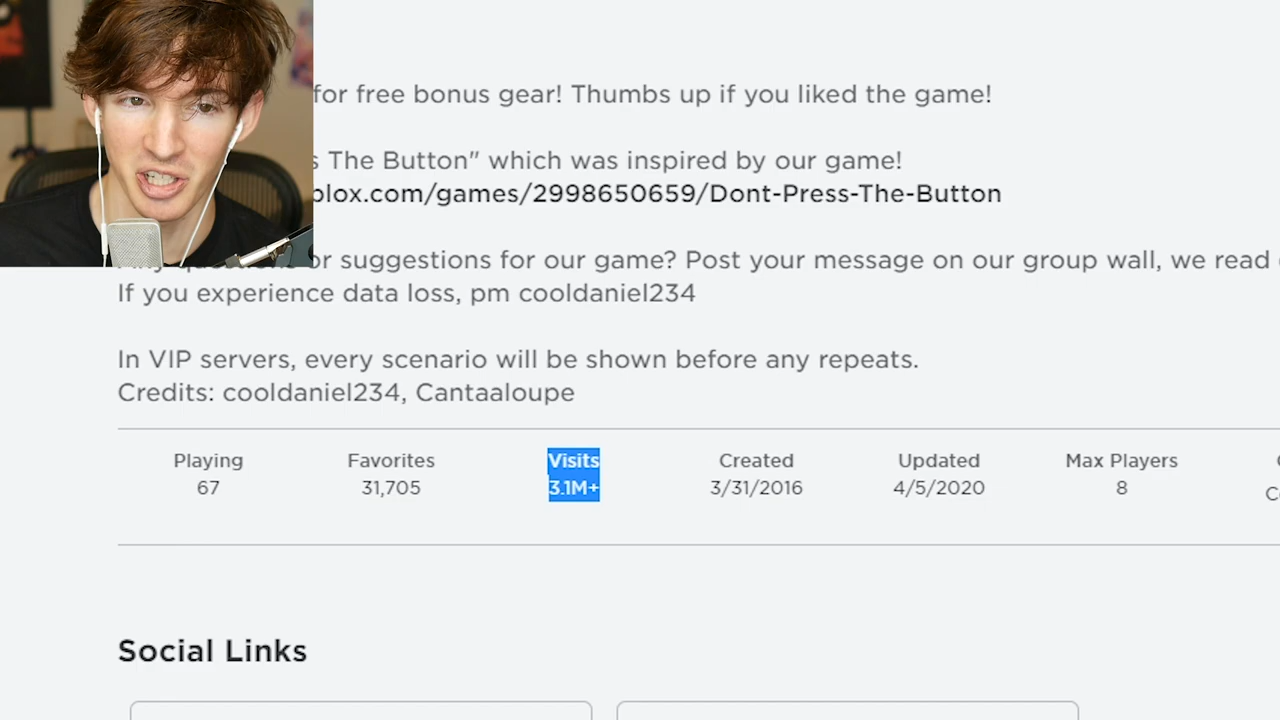 for free bonus gear! Thumbs up if you liked the game!
The Button" which was inspired by our game!
blox.com/games/2998650659/Dont-Press-The-Button
or suggestions for our game? Post your message on our group wall, we read
If you experience data loss, pm cooldaniel234
In VIP servers, every scenario will be shown before any repeats.
Credits: cooldaniel234, Cantaaloupe
Playing Favorites Visits Created Updated Max Players
67 31,705 3.1M+ 3/31/2016 4/5/2020 8
Social Links